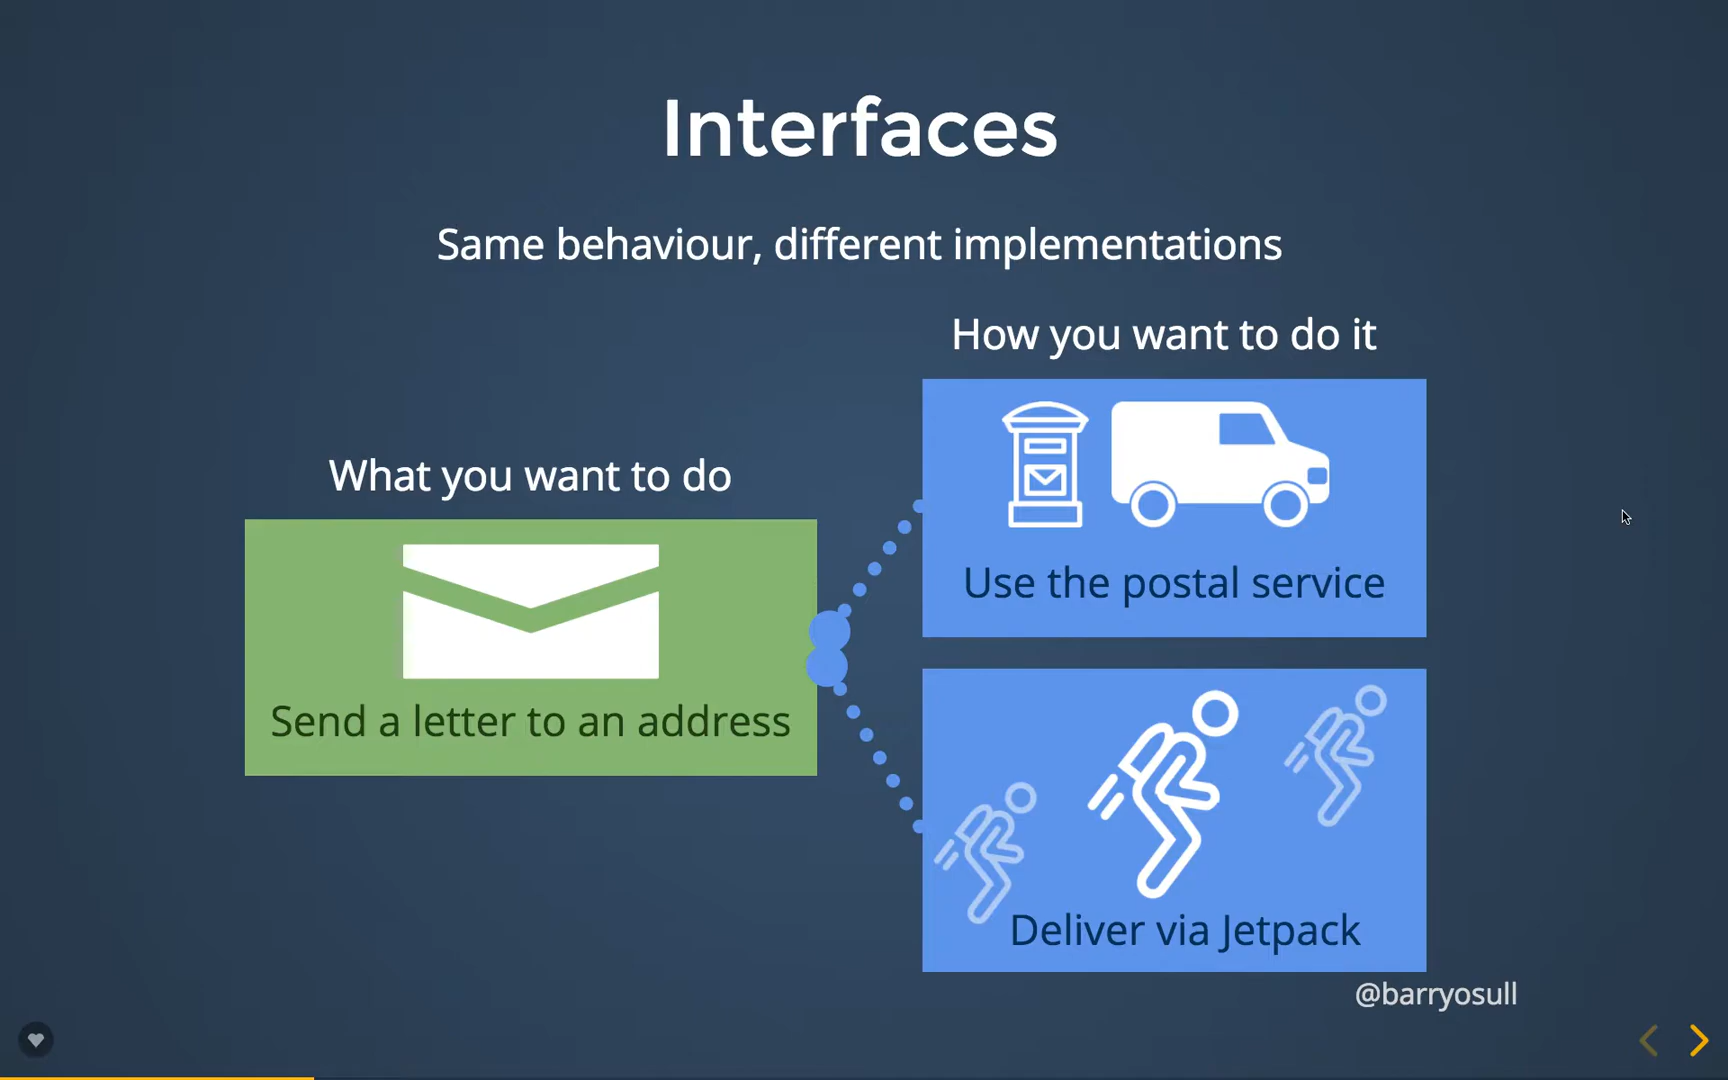 Interfaces
Same behaviour, different implementations
How you want to do it
What you want to do
Use the postal service
Send a letter to an address
Deliver via Jetpack
@barryosull